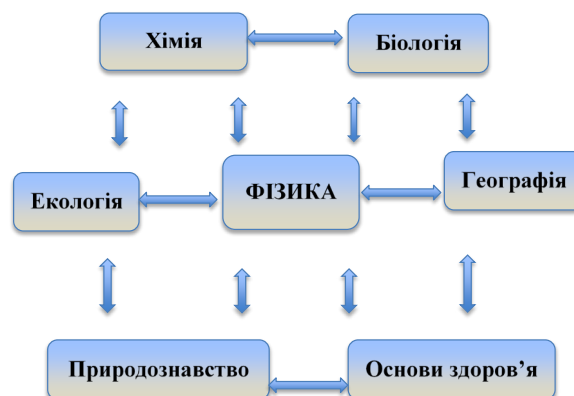 Хімія
Біологія
Екологія
ФІЗИКА
Географія
Природознавство
Основи здоров’я